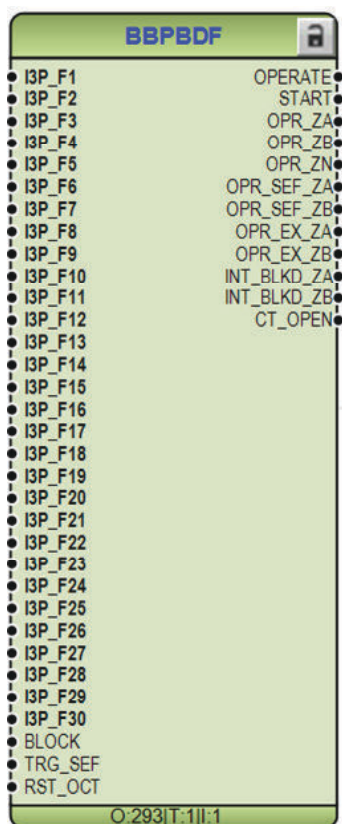 BBPBDF
I3P_F1 OPERATE
I3P_F2 START
I3P_F3 OPR_ZA
I3P_F4 OPR_ZB
I3P_F5 OPR_ZN
I3P_F6 OPR_SEF_ZA
I3P_F7 OPR_SEF_ZB
I3P_F8 OPR_EX_ZA
I3P_F9 OPR_EX_ZB
I3P_F10 INT_BLKD_ZA
I3P_F11 INT_BLKD_ZB
I3P_F12 CT_OPEN
I3P_F13
I3P_F14
I3P_F15
I3P_F16
I3P_F17
I3P_F18
I3P_F19
I3P_F20
I3P_F21
I3P_F22
I3P_F23
I3P_F24
I3P_F25
I3P_F26
I3P_F27
I3P_F28
I3P_F29
I3P_F30
BLOCK
TRG_SEF
RST_OCT
O:293|T:1|I:1